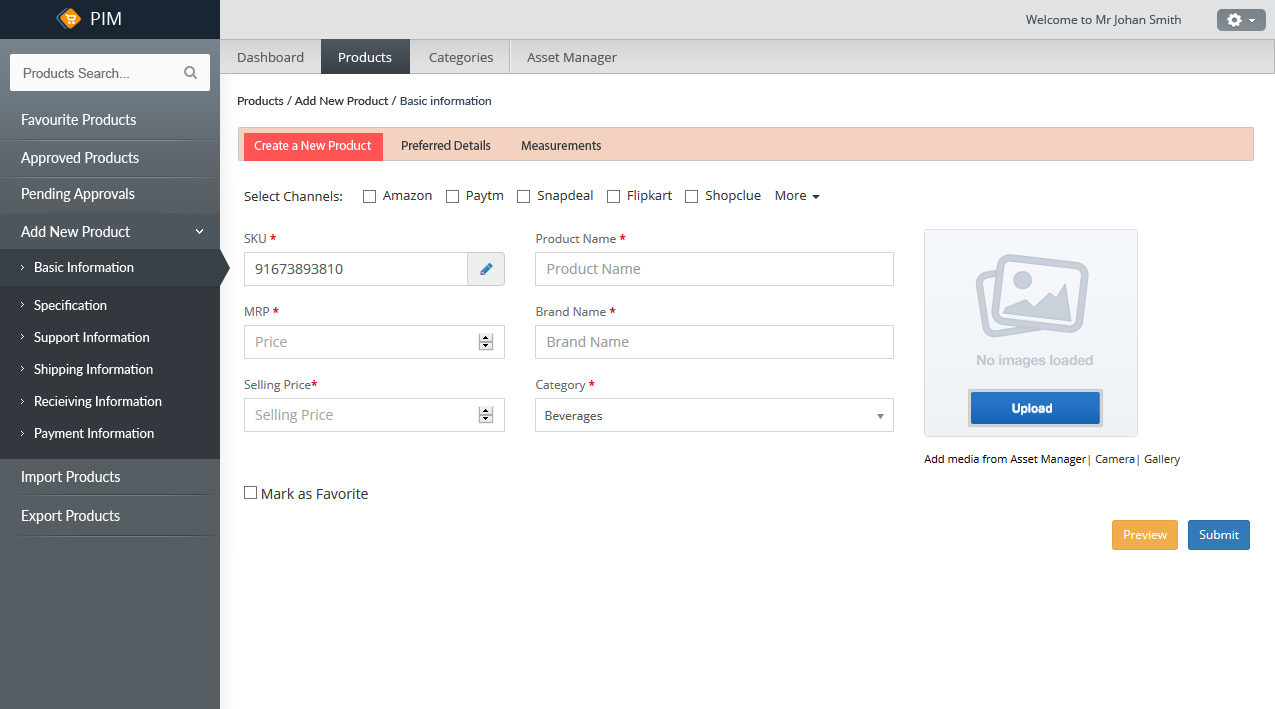 PIM
Welcome to Mr Johan Smith
Dashboard Products Categories Asset Manager
Products Search...
Favourite Products
Approved Products
Pending Approvals
Add New Product
Basic Information
Specification
Support Information
Shipping Information
Recieiving Information
Payment Information
Import Products
Export Products
Products / Add New Product / Basic information
Create a New Product Preferred Details Measurements
Select Channels: Amazon Paytm Snapdeal Flipkart Shopclue More
SKU * Product Name *
91673893810 Product Name
MRP * Brand Name *
Price Brand Name
Selling Price* Category *
Selling Price Beverages
No images loaded
Upload
Add media from Asset Manager| Camera| Gallery
Mark as Favorite
Preview Submit